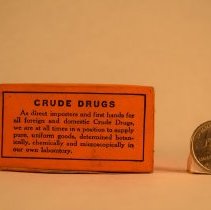 CRUDE DRUGS
As direct importers and first hands for
all foreign and domestic Crude Drugs,
we are at all times in a position to supply
pure, uniform goods, determined botan-
ically, chemically and microscopically in
our own laboratory.